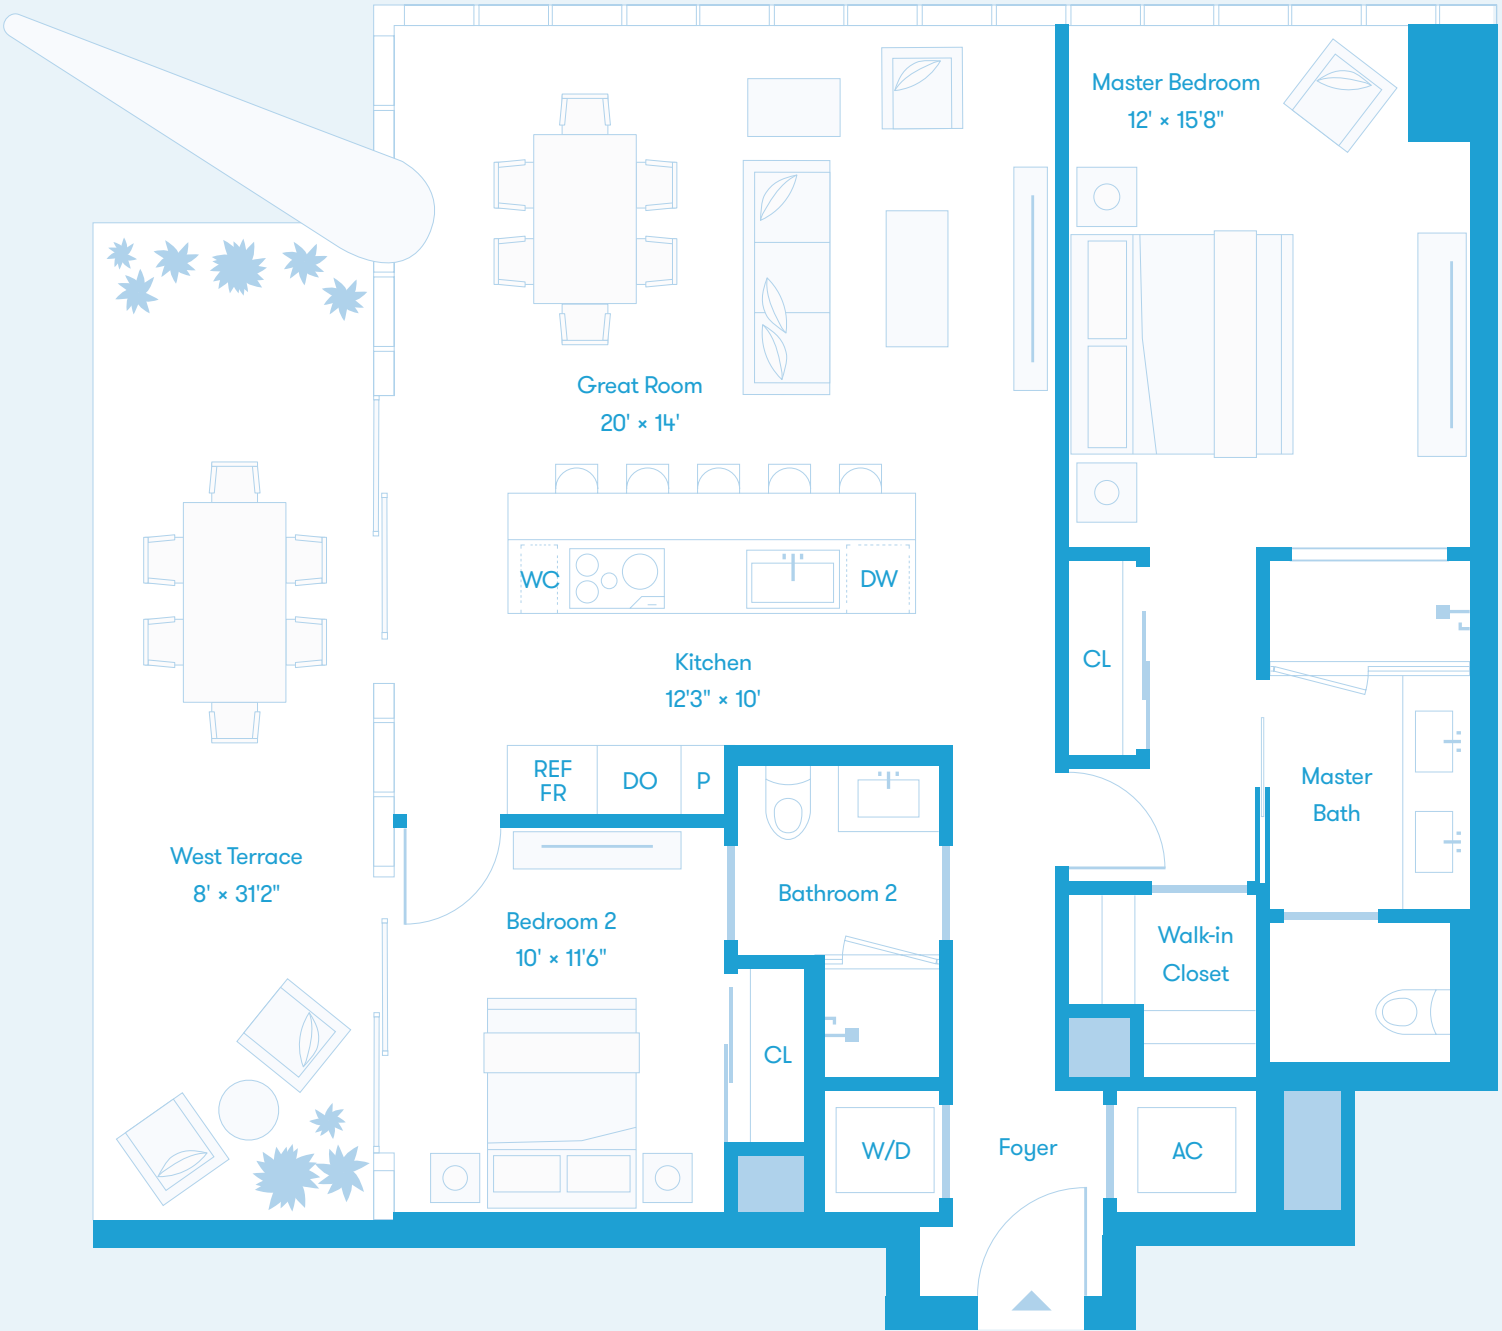 Master Bedroom
12' × 15'8"
Great Room
20' × 14'
WC
DW
Kitchen
12'3" × 10'
CL
REF
FR
DO
P
Master
Bath
West Terrace
8' × 31'2"
Bedroom 2
10' × 11'6"
Bathroom 2
Walk-in
Closet
CL
W/D
Foyer
AC